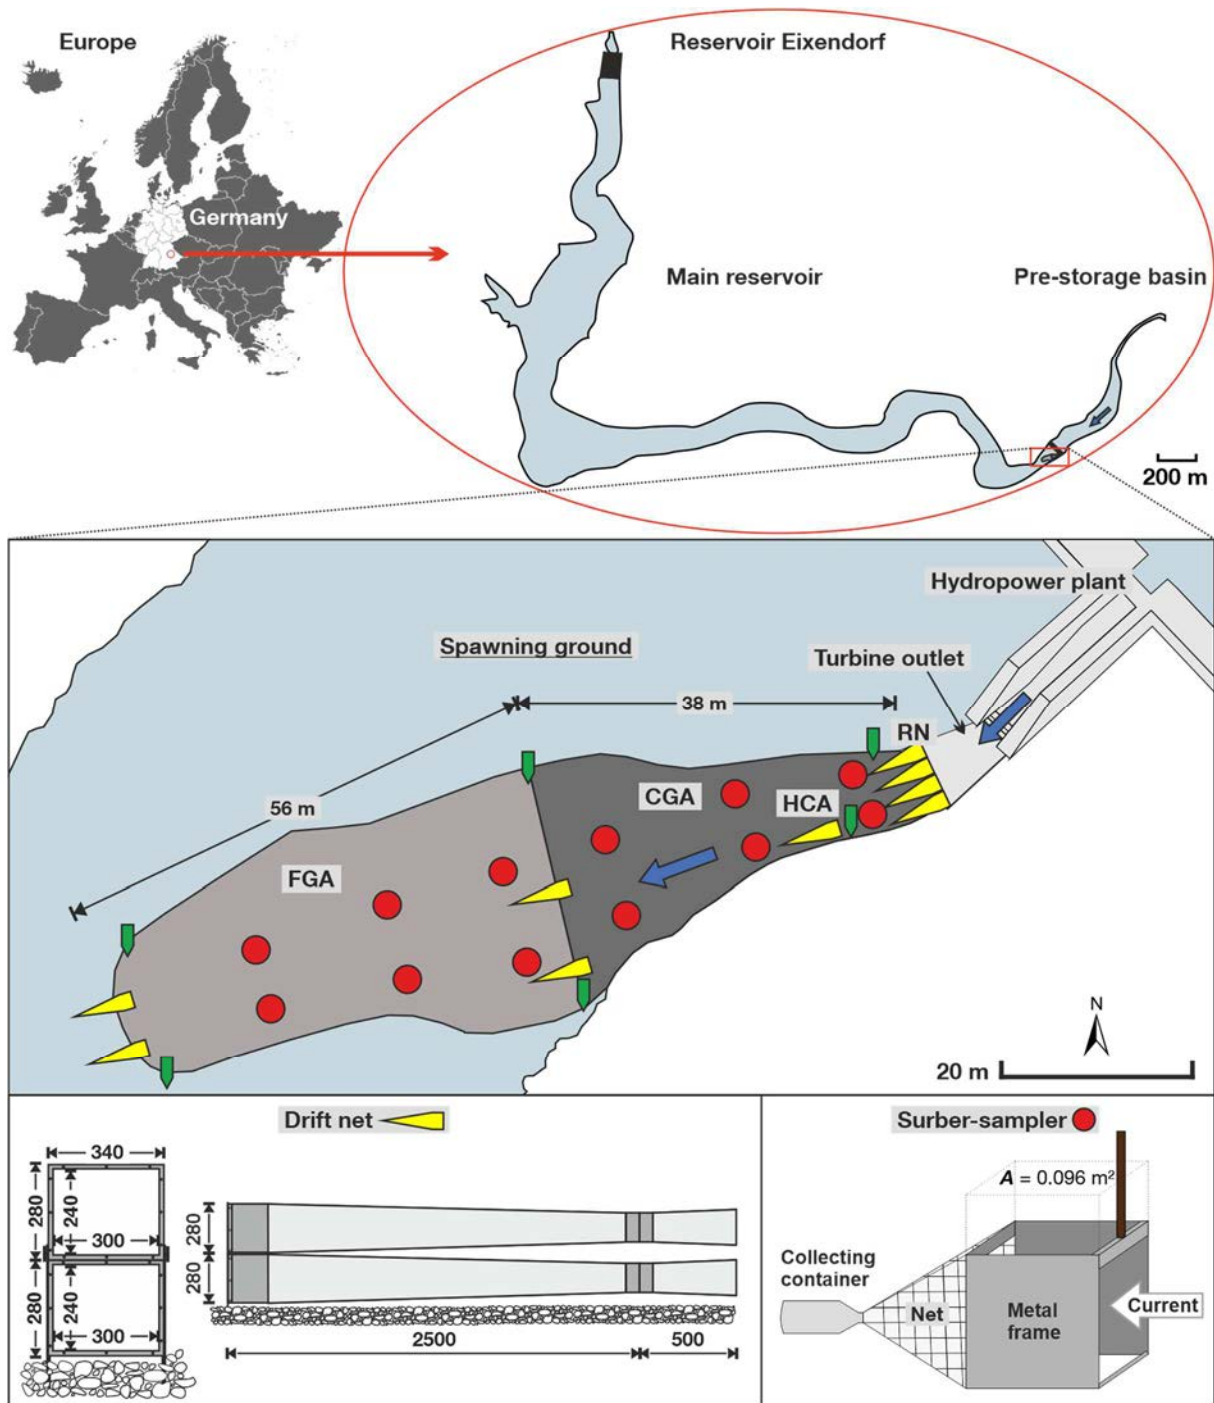 Europe
Reservoir Eixendorf
Germany
Main reservoir
Pre-storage basin
200 m
Hydropower plant
Spawning ground
Turbine outlet
38 m
RN
56 m
CGA
HCA
FGA
N
20 m
Drift net
Surber-sampler
340
280
240
300
280
240
300
280
280
2500
500
A = 0.096 m²
Collecting
container
Net
Metal
frame
Current